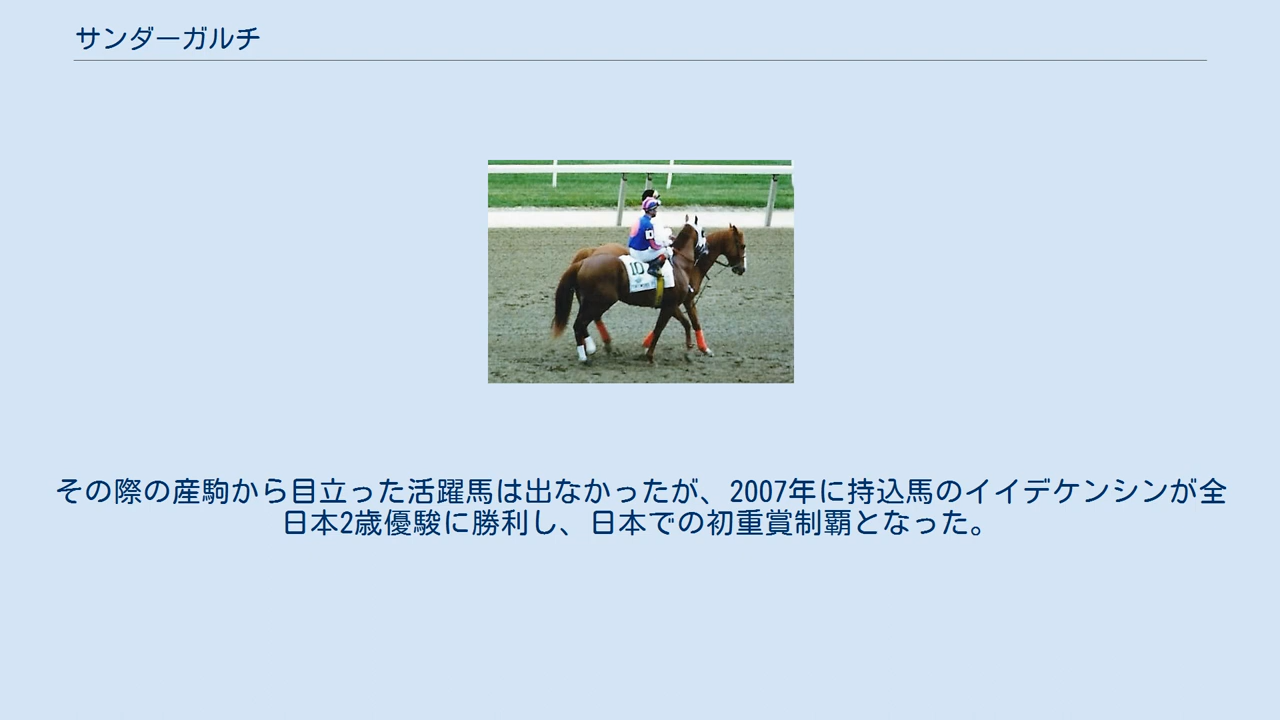 サンダーガルチ
10
その際の産駒から目立った活躍馬は出なかったが、2007年に持込馬のイイデケンシンが全
日本2歳優駿に勝利し、日本での初重賞制覇となった。